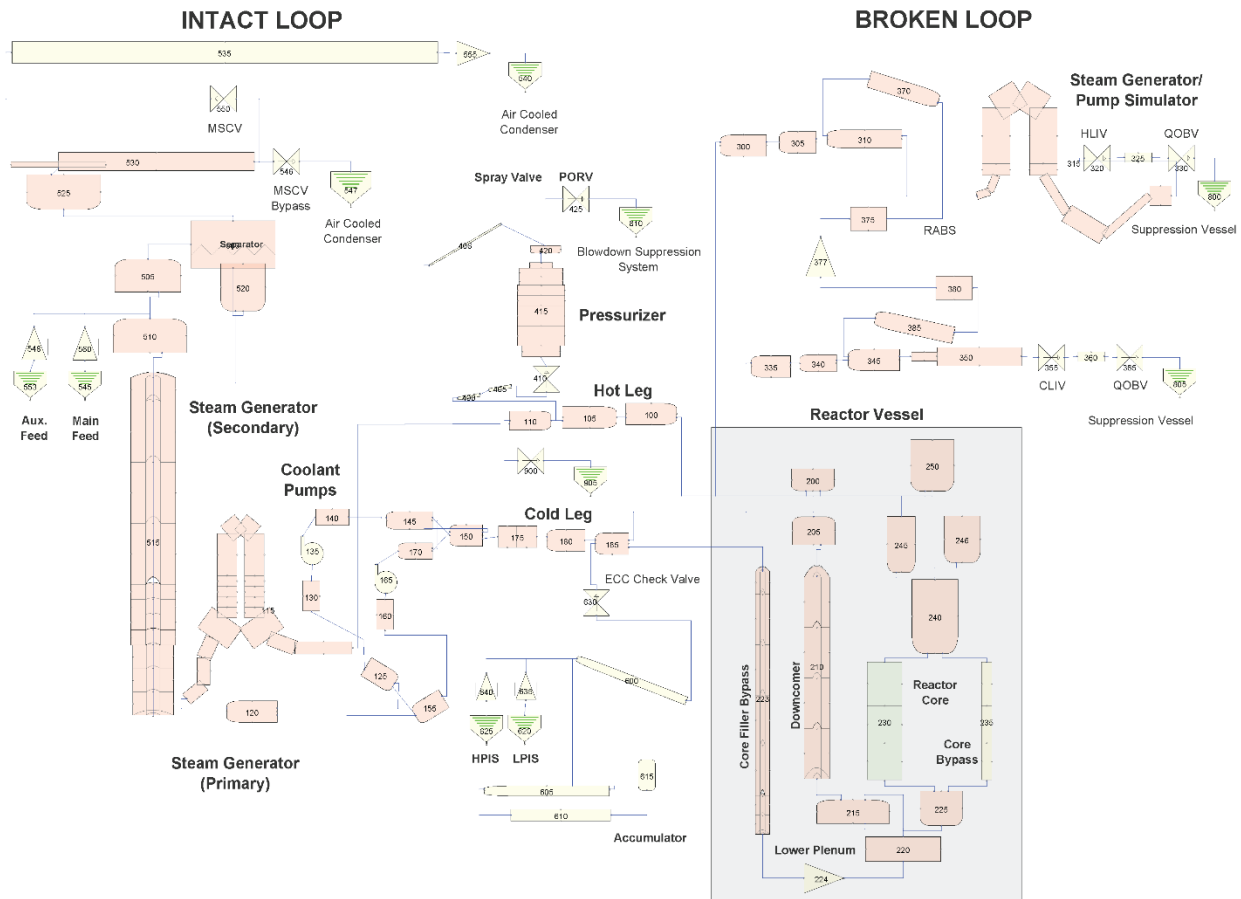 INTACT LOOP
BROKEN LOOP
535
565
540
Air Cooled
Condenser
550
MSCV
530
546
MSCV
Bypass
547
Air Cooled
Condenser
525
Separator
505
520
510
548
560
553
545
Aux.
Feed
Main
Feed
Steam Generator
(Secondary)
515
115
120
Steam Generator
(Primary)
Spray Valve
PORV
425
810
Blowdown Suppression
System
420
415
Pressurizer
410
405
Hot Leg
110
105
100
900
905
Coolant
Pumps
140
135
130
145
170
165
160
125
155
Cold Leg
150
175
180
185
ECC Check Valve
630
600
640
635
625
620
HPIS
LPIS
615
605
610
Accumulator
370
300
305
310
375
RABS
377
380
385
335
340
345
350
Steam Generator/
Pump Simulator
HLIV
QOBV
315
320
325
330
800
Suppression Vessel
355
360
365
CLIV
QOBV
805
Suppression Vessel
Reactor Vessel
200
205
250
245
246
240
Core Filler Bypass
223
Downcomer
210
Reactor
Core
230
Core
Bypass
235
215
225
Lower Plenum
220
224